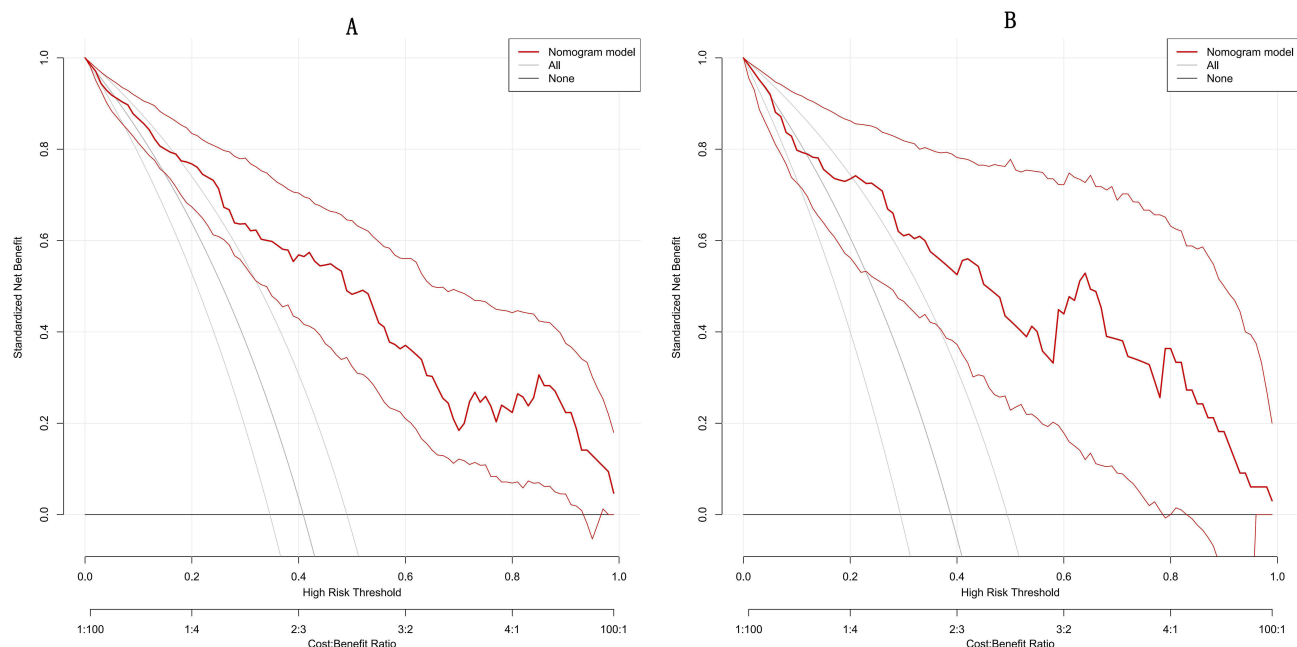 A
Nomogram model
All
None
Standardized Net Benefit
1.0
0.8
0.6
0.4
0.2
0.0
0.0 0.2 0.4 0.6 0.8 1.0
High Risk Threshold
1:100 1:4 2:3 3:2 4:1 100:1
Cost:Benefit Ratio
B
Nomogram model
All
None
Standardized Net Benefit
1.0
0.8
0.6
0.4
0.2
0.0
0.0 0.2 0.4 0.6 0.8 1.0
High Risk Threshold
1:100 1:4 2:3 3:2 4:1 100:1
Cost:Benefit Ratio